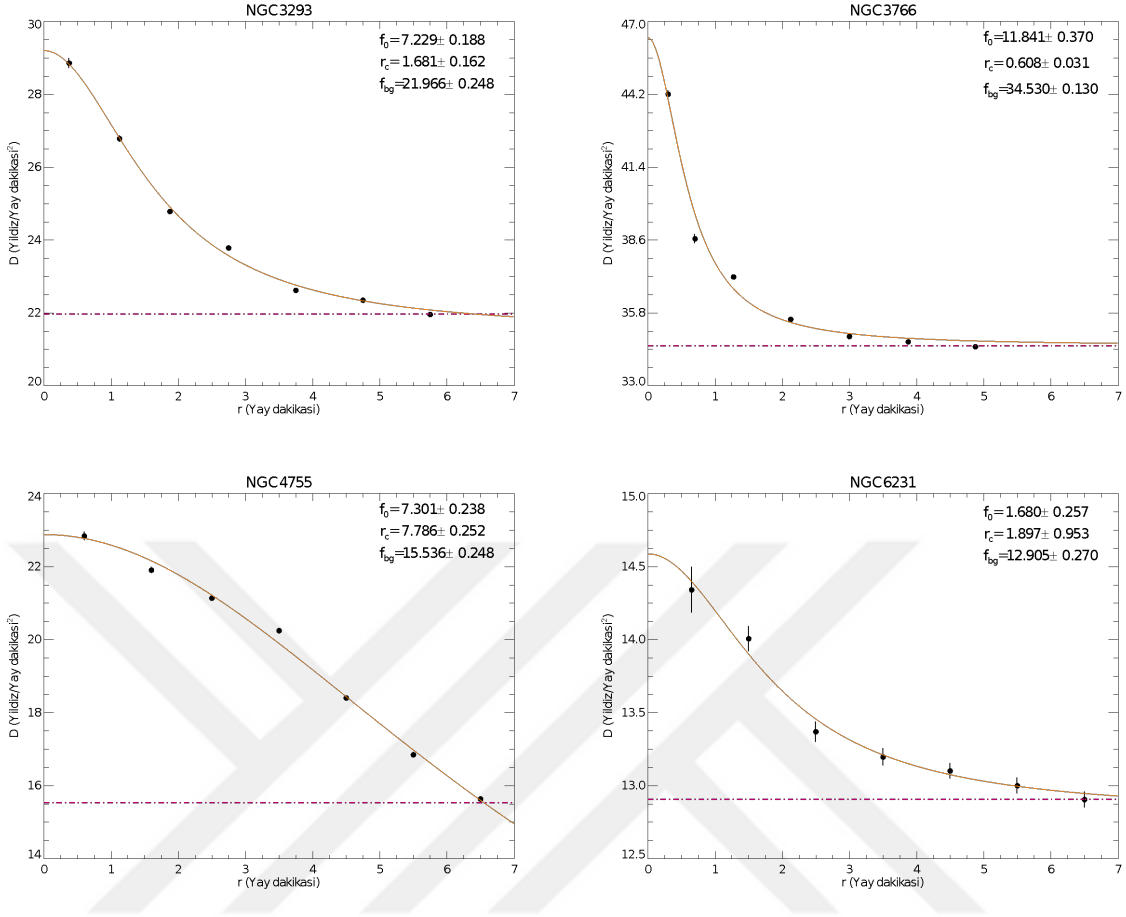 NGC3293
f0=7.229± 0.188
rc=1.681± 0.162
fbg=21.966± 0.248
D (Yildiz/Yay dakikasi²)
30
28
26
24
22
20
0 1 2 3 4 5 6 7
r (Yay dakikasi)
NGC3766
f0=11.841± 0.370
rc=0.608± 0.031
fbg=34.530± 0.130
D (Yildiz/Yay dakikasi²)
47.0
44.2
41.4
38.6
35.8
33.0
0 1 2 3 4 5 6 7
r (Yay dakikasi)
NGC4755
f0=7.301± 0.238
rc=7.786± 0.252
fbg=15.536± 0.248
D (Yildiz/Yay dakikasi²)
24
22
20
18
16
14
0 1 2 3 4 5 6 7
r (Yay dakikasi)
NGC6231
f0=1.680± 0.257
rc=1.897± 0.953
fbg=12.905± 0.270
D (Yildiz/Yay dakikasi²)
15.0
14.5
14.0
13.5
13.0
12.5
0 1 2 3 4 5 6 7
r (Yay dakikasi)